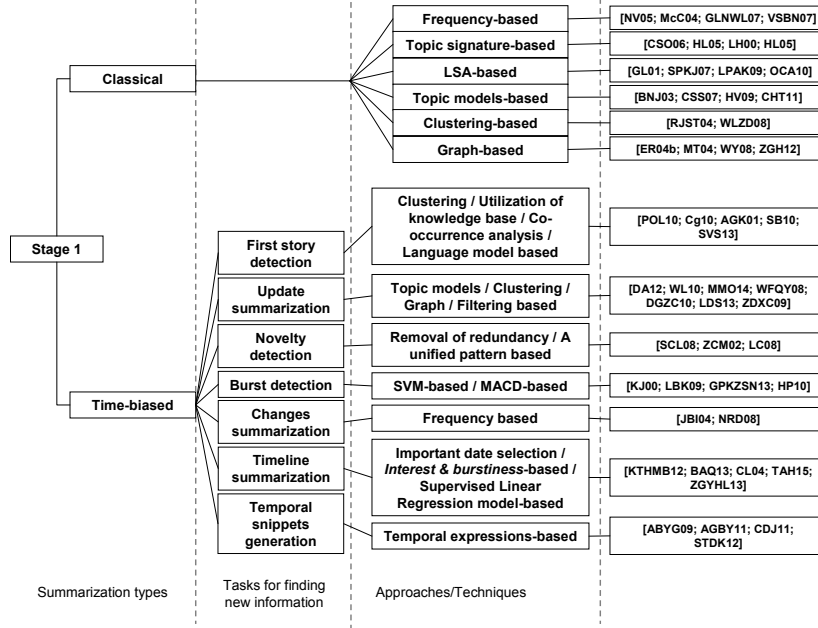 Frequency-based
[NV05; McC04; GLNWL07; VSBN07]
Topic signature-based
[CSO06; HL05; LH00; HL05]
Classical
LSA-based
[GL01; SPKJ07; LPAK09; OCA10]
Topic models-based
[BNJ03; CSS07; HV09; CHT11]
Clustering-based
[RJST04; WLZD08]
Graph-based
[ER04b; MT04; WY08; ZGH12]
Stage 1
First story
detection
Clustering / Utilization of
knowledge base / Co-
occurrence analysis /
Language model based
[POL10; Cg10; AGK01; SB10;
SVS13]
Update
summarization
Topic models / Clustering /
Graph / Filtering based
[DA12; WL10; MMO14; WFQY08;
DGZC10; LDS13; ZDXC09]
Novelty
detection
Removal of redundancy / A
unified pattern based
[SCL08; ZCM02; LC08]
Time-biased
Burst detection
SVM-based / MACD-based
[KJ00; LBK09; GPKZSN13; HP10]
Changes
summarization
Frequency based
[JBI04; NRD08]
Timeline
summarization
Important date selection /
Interest & burstiness-based /
Supervised Linear
Regression model-based
[KTHMB12; BAQ13; CL04; TAH15;
ZGYHL13]
Temporal
snippets
generation
Temporal expressions-based
[ABYG09; AGBY11; CDJ11;
STDK12]
Summarization types
Tasks for finding
new information
Approaches/Techniques